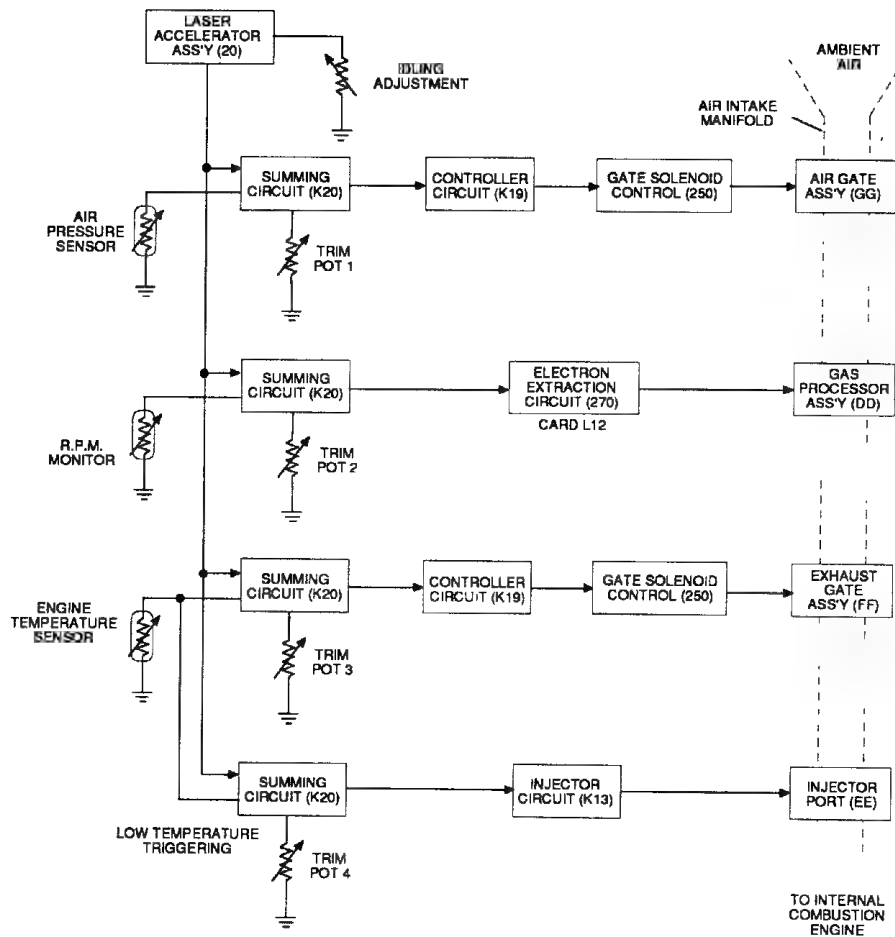 LASER
ACCELERATOR
ASS'Y (20)
IDLING
ADJUSTMENT
AMBIENT
AIR
AIR INTAKE
MANIFOLD
SUMMING
CIRCUIT (K20)
CONTROLLER
CIRCUIT (K19)
GATE SOLENOID
CONTROL (250)
AIR GATE
ASS'Y (GG)
AIR
PRESSURE
SENSOR
TRIM
POT 1
SUMMING
CIRCUIT (K20)
ELECTRON
EXTRACTION
CIRCUIT (270)
CARD L12
GAS
PROCESSOR
ASS'Y (DD)
R.P.M.
MONITOR
TRIM
POT 2
SUMMING
CIRCUIT (K20)
CONTROLLER
CIRCUIT (K19)
GATE SOLENOID
CONTROL (250)
EXHAUST
GATE
ASS'Y (FF)
ENGINE
TEMPERATURE
SENSOR
TRIM
POT 3
SUMMING
CIRCUIT (K20)
INJECTOR
CIRCUIT (K13)
INJECTOR
PORT (EE)
LOW TEMPERATURE
TRIGGERING
TRIM
POT 4
TO INTERNAL
COMBUSTION
ENGINE